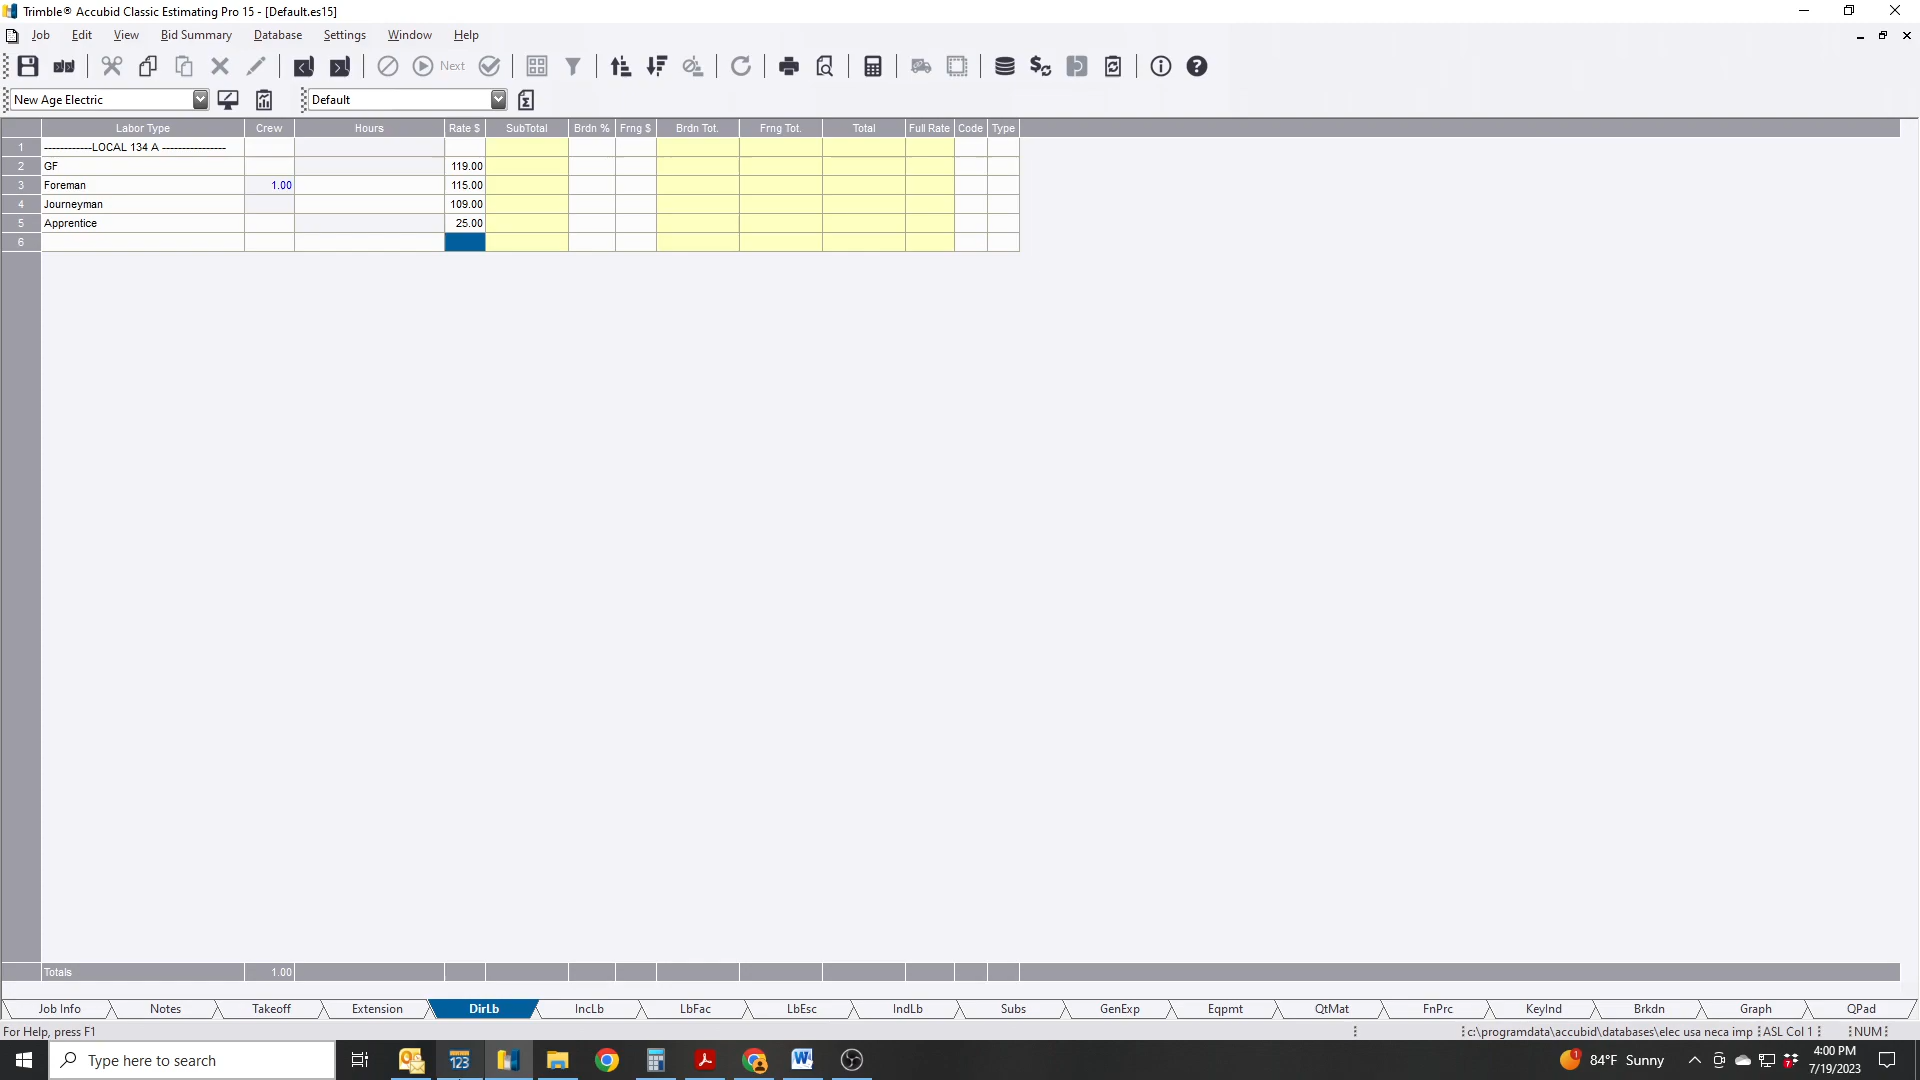 Trimble® Accubid Classic Estimating Pro 15 - [Default.es15]
Job Edit View Bid Summary Database Settings Window Help
Next
New Age Electric Default
Labor Type Crew Hours Rate $ SubTotal Brdn % Frng $ Brdn Tot. Frng Tot. Total Full Rate Code Type
1 ------------LOCAL 134 A ----------------
2 GF 119.00
3 Foreman 1.00 115.00
4 Journeyman 109.00
5 Apprentice 25.00
6
Totals 1.00
Job Info Notes Takeoff Extension DirLb IncLb LbFac LbEsc IndLb Subs GenExp Eqpmt QtMat FnPrc KeyInd Brkdn Graph QPad
For Help, press F1 c:\programdata\accubid\databases\elec usa neca imp ASL Col 1 NUM
Type here to search 123 84°F Sunny 4:00 PM
7/19/2023